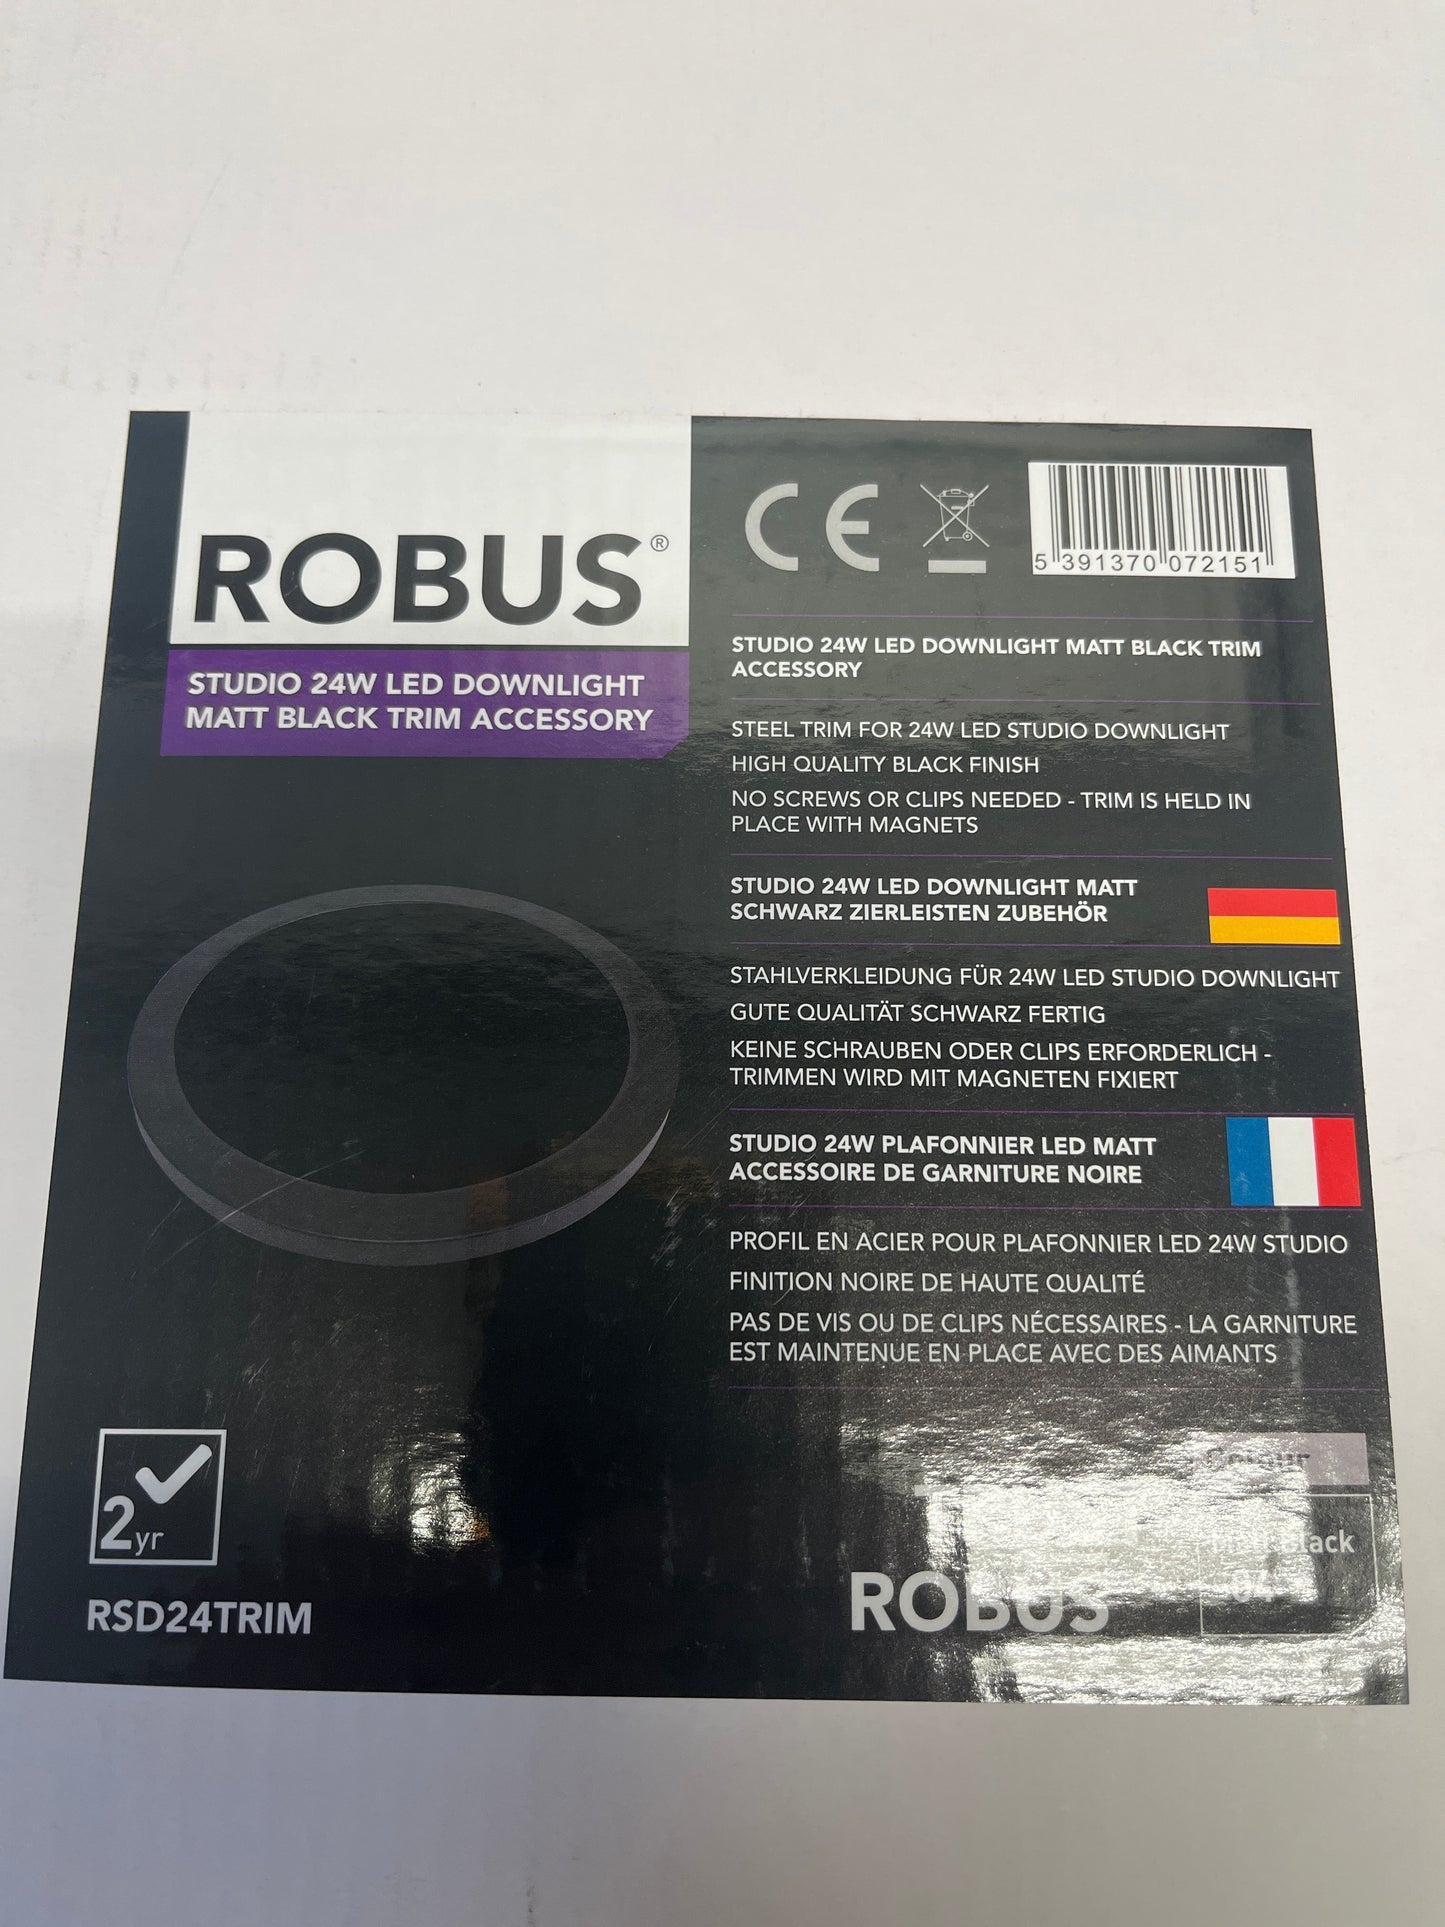 ROBUS®
STUDIO 24W LED DOWNLIGHT
MATT BLACK TRIM ACCESSORY
CE
5 391370 072151
STUDIO 24W LED DOWNLIGHT MATT BLACK TRIM
ACCESSORY
STEEL TRIM FOR 24W LED STUDIO DOWNLIGHT
HIGH QUALITY BLACK FINISH
NO SCREWS OR CLIPS NEEDED - TRIM IS HELD IN
PLACE WITH MAGNETS
STUDIO 24W LED DOWNLIGHT MATT
SCHWARZ ZIERLEISTEN ZUBEHÖR
STAHLVERKLEIDUNG FÜR 24W LED STUDIO DOWNLIGHT
GUTE QUALITÄT SCHWARZ FERTIG
KEINE SCHRAUBEN ODER CLIPS ERFORDERLICH -
TRIMMEN WIRD MIT MAGNETEN FIXIERT
STUDIO 24W PLAFONNIER LED MATT
ACCESSOIRE DE GARNITURE NOIRE
PROFIL EN ACIER POUR PLAFONNIER LED 24W STUDIO
FINITION NOIRE DE HAUTE QUALITÉ
PAS DE VIS OU DE CLIPS NÉCESSAIRES - LA GARNITURE
EST MAINTENUE EN PLACE AVEC DES AIMANTS
2yr
RSD24TRIM
ROBUS
Colour
Matt Black
04